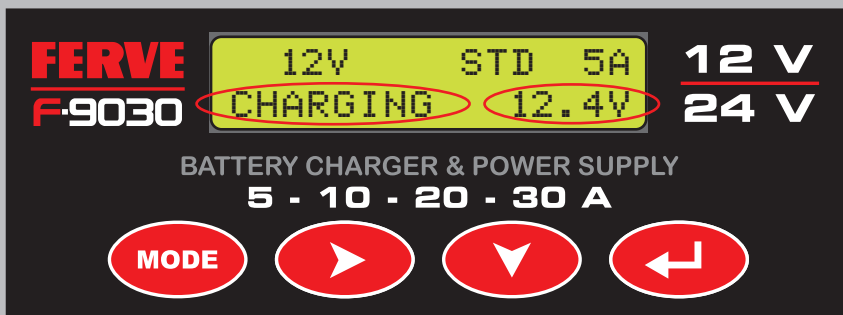 FERVE
F-9030
12V STD 5A
CHARGING 12.4V
12 V
24 V
BATTERY CHARGER & POWER SUPPLY
5 - 10 - 20 - 30 A
MODE